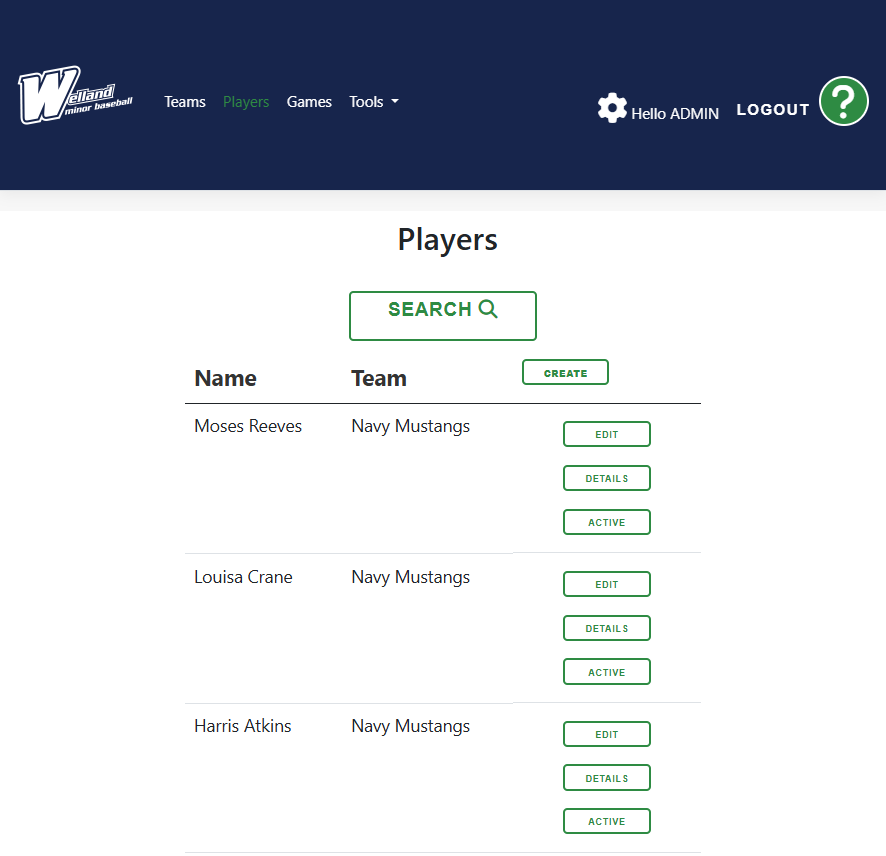 Welland
minor baseball
Teams Players Games Tools
Hello ADMIN LOGOUT ?
Players
SEARCH
Name Team CREATE
Moses Reeves Navy Mustangs EDIT
DETAILS
ACTIVE
Louisa Crane Navy Mustangs EDIT
DETAILS
ACTIVE
Harris Atkins Navy Mustangs EDIT
DETAILS
ACTIVE